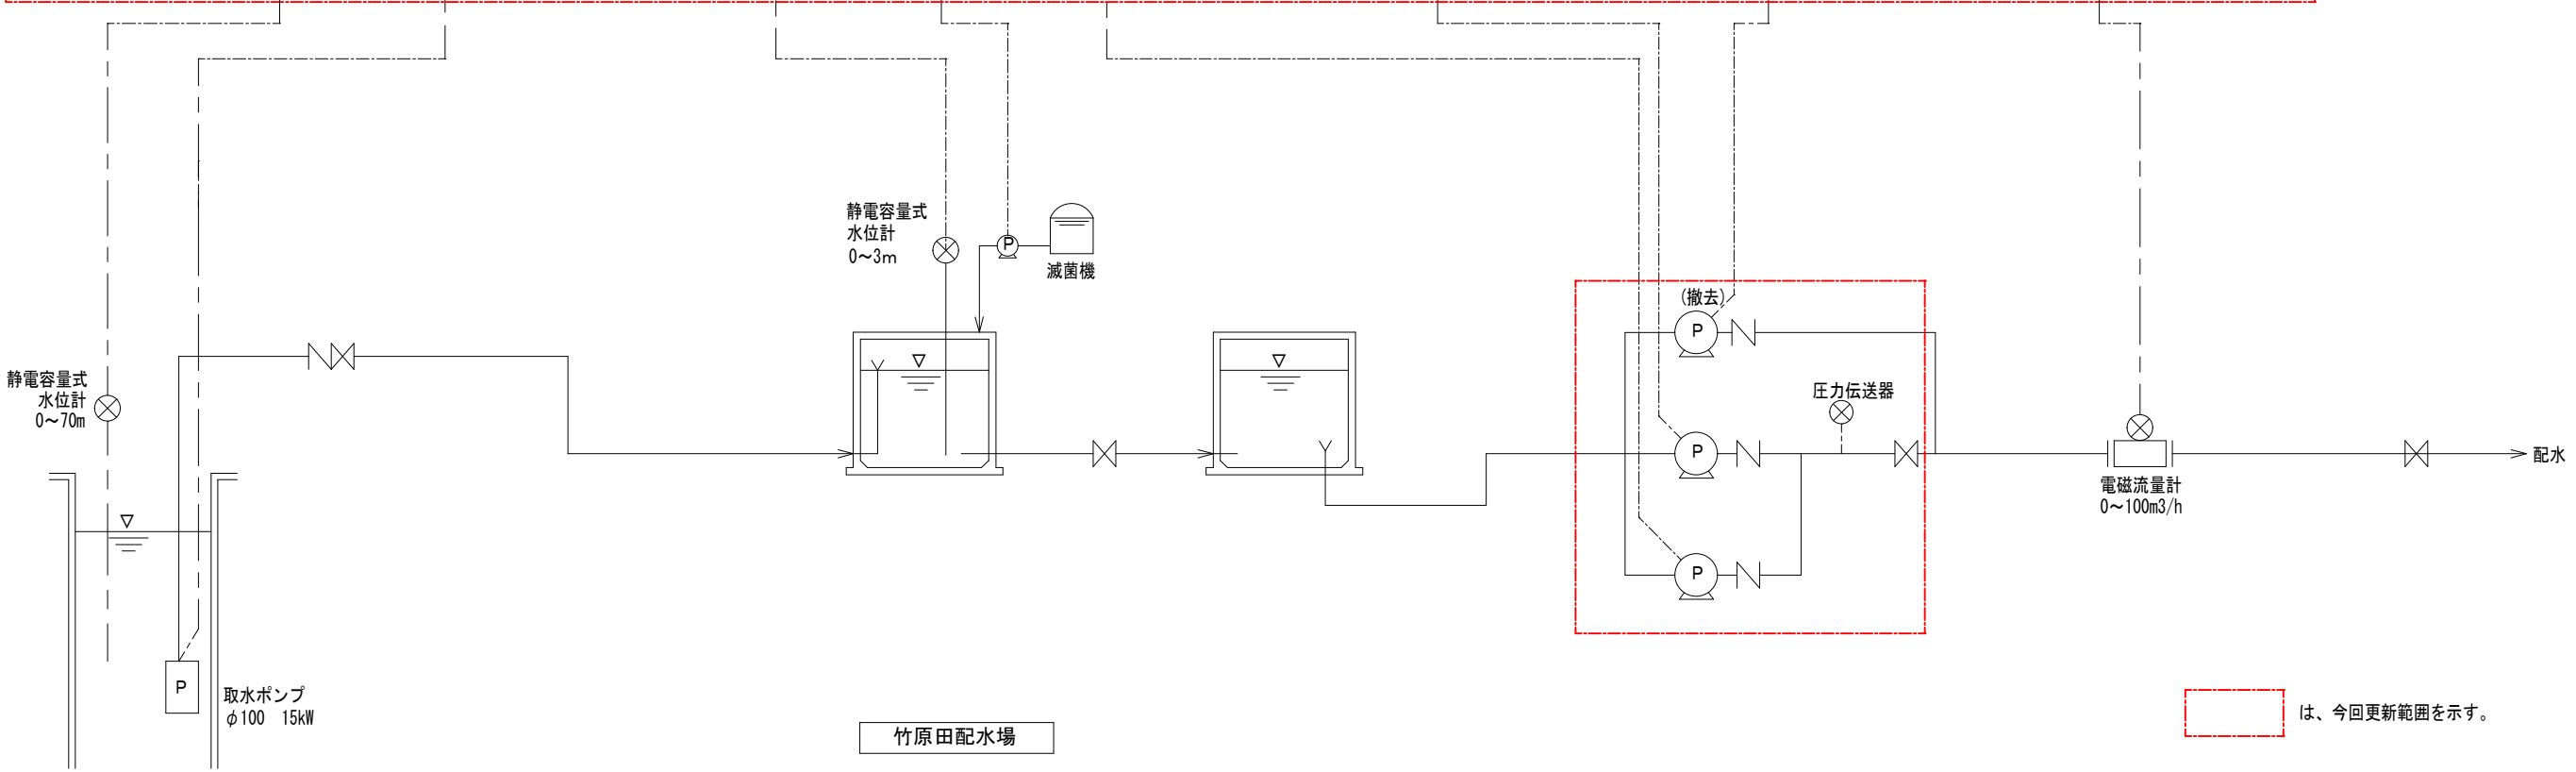 静電容量式
水位計
0～3m
P
滅菌機
(撤去)
P
静電容量式
水位計
0～70m
圧力伝送器
P
配水
電磁流量計
0～100m3/h
P
P
取水ポンプ
φ100 15kW
は、今回更新範囲を示す。
竹原田配水場